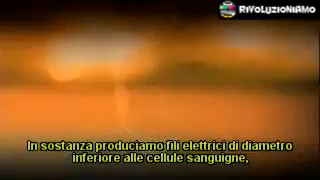 RiVOLUZIONIAMO
In sostanza produciamo fili elettrici di diametro
inferiore alle cellule sanguigne,